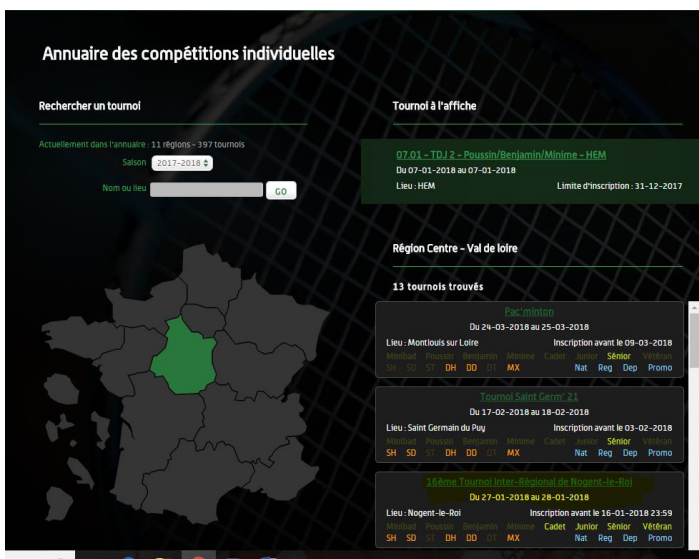 Annuaire des compétitions individuelles
Rechercher un tournoi
Actuellement dans l'annuaire : 11 régions - 397 tournois
Saison 2017-2018
Nom ou lieu GO
Tournoi à l'affiche
07.01 - TDJ 2 - Poussin/Benjamin/Minime - HEM
Du 07-01-2018 au 07-01-2018
Lieu : HEM Limite d'inscription : 31-12-2017
Région Centre - Val de loire
13 tournois trouvés
Pac'minton
Du 24-03-2018 au 25-03-2018
Lieu : Montlouis sur Loire Inscription avant le 09-03-2018
Minibad Poussin Benjamin Minime Cadet Junior Sénior Vétéran
SH SD ST DH DD DT MX Nat Reg Dep Promo
Tournoi Saint Germ' 21
Du 17-02-2018 au 18-02-2018
Lieu : Saint Germain du Puy Inscription avant le 03-02-2018
Minibad Poussin Benjamin Minime Cadet Junior Sénior Vétéran
SH SD ST DH DD DT MX Nat Reg Dep Promo
16ème Tournoi Inter-Régional de Nogent-le-Roi
Du 27-01-2018 au 28-01-2018
Lieu : Nogent-le-Roi Inscription avant le 16-01-2018 23:59
Minibad Poussin Benjamin Minime Cadet Junior Sénior Vétéran
SH SD ST DH DD DT MX Nat Reg Dep Promo